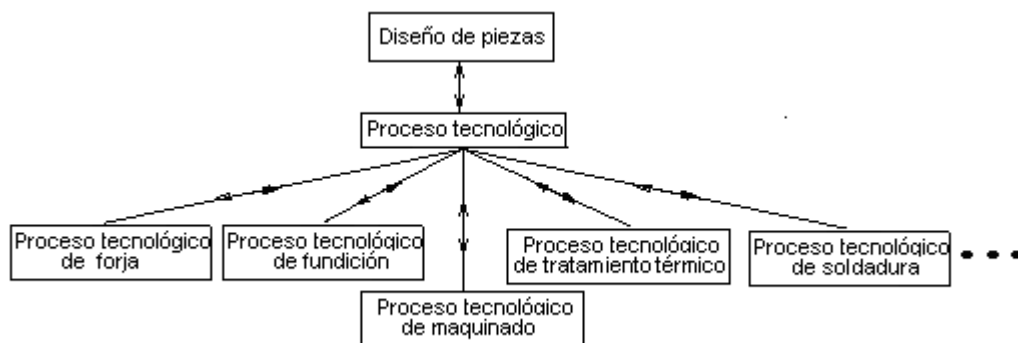 Diseño de piezas
Proceso tecnológico
Proceso tecnológico
de forja
Proceso tecnológico
de fundición
Proceso tecnológico
de maquinado
Proceso tecnológico
de tratamiento térmico
Proceso tecnológico
de soldadura